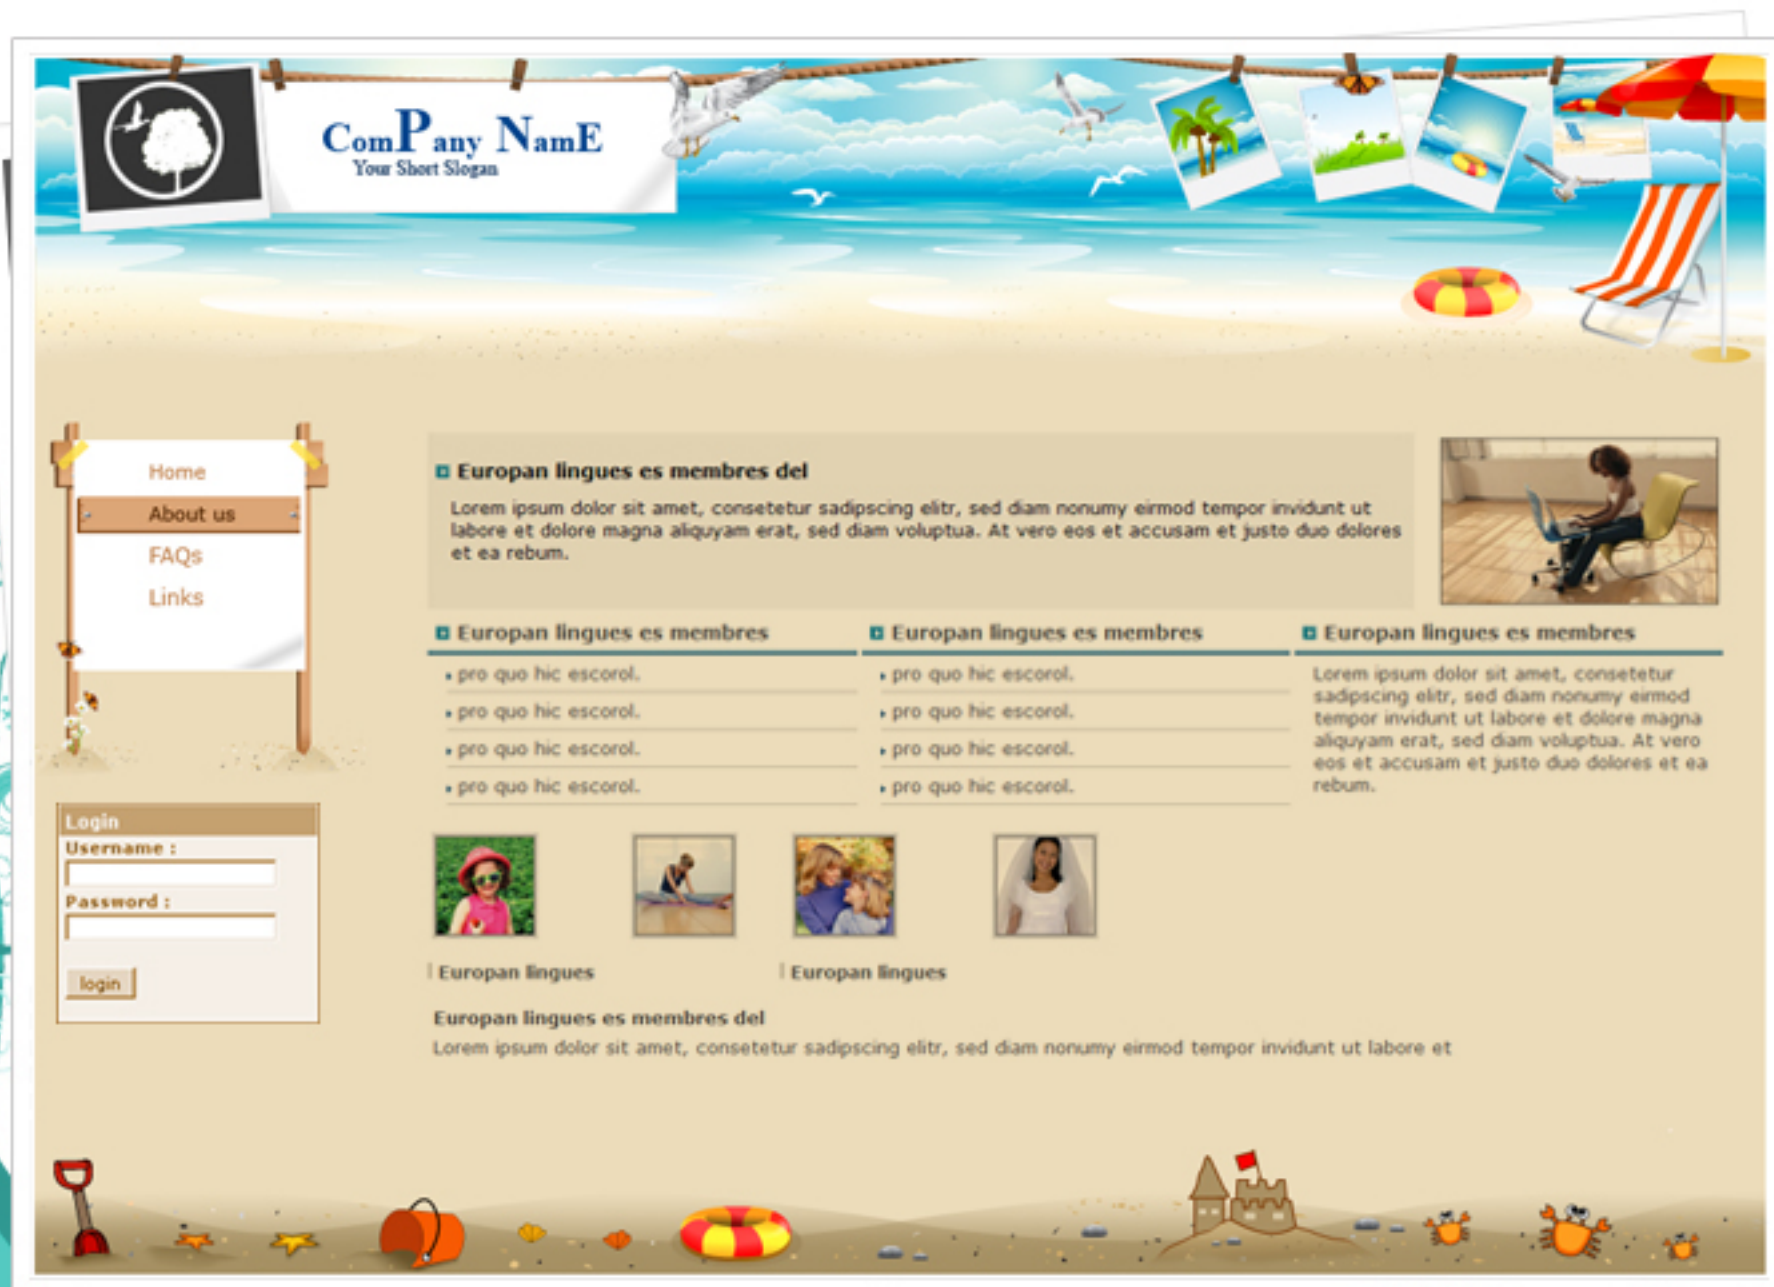 ComPany NamE
Your Short Slogan
Home
About us
FAQs
Links
Login
Username :
Password :
login
Europan lingues es membres del
Lorem ipsum dolor sit amet, consetetur sadipscing elitr, sed diam nonumy eirmod tempor invidunt ut
labore et dolore magna aliquyam erat, sed diam voluptua. At vero eos et accusam et justo duo dolores
et ea rebum.
Europan lingues es membres
pro quo hic escorol.
pro quo hic escorol.
pro quo hic escorol.
pro quo hic escorol.
Europan lingues es membres
pro quo hic escorol.
pro quo hic escorol.
pro quo hic escorol.
pro quo hic escorol.
Europan lingues es membres
Lorem ipsum dolor sit amet, consetetur
sadipscing elitr, sed diam nonumy eirmod
tempor invidunt ut labore et dolore magna
aliquyam erat, sed diam voluptua. At vero
eos et accusam et justo duo dolores et ea
rebum.
Europan lingues
Europan lingues
Europan lingues es membres del
Lorem ipsum dolor sit amet, consetetur sadipscing elitr, sed diam nonumy eirmod tempor invidunt ut labore et